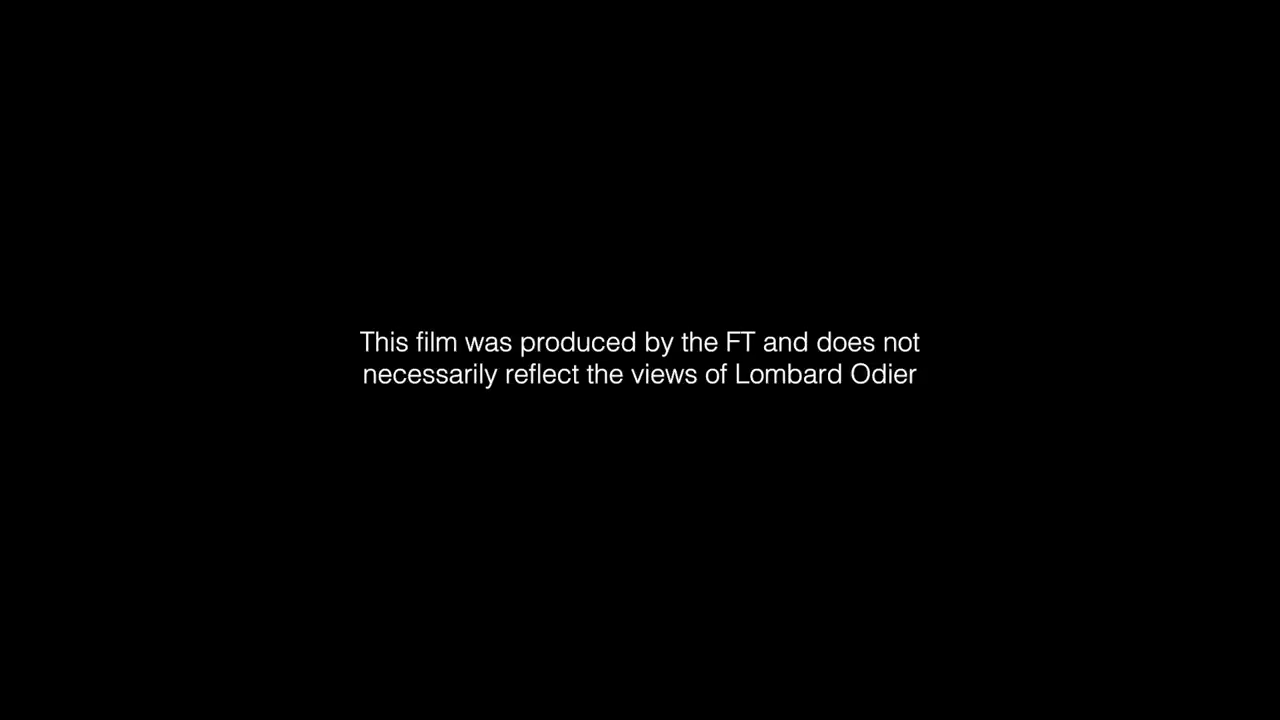 This film was produced by the FT and does not
necessarily reflect the views of Lombard Odier